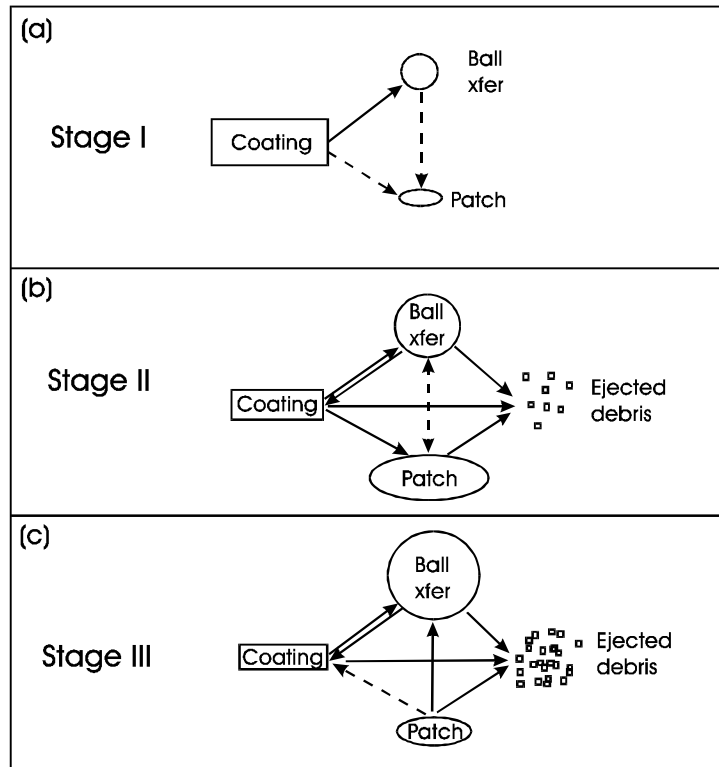 (a)
Ball
xfer
Stage I
Coating
Patch
(b)
Ball
xfer
Stage II
Coating
Ejected
debris
Patch
(c)
Ball
xfer
Stage III
Coating
Ejected
debris
Patch